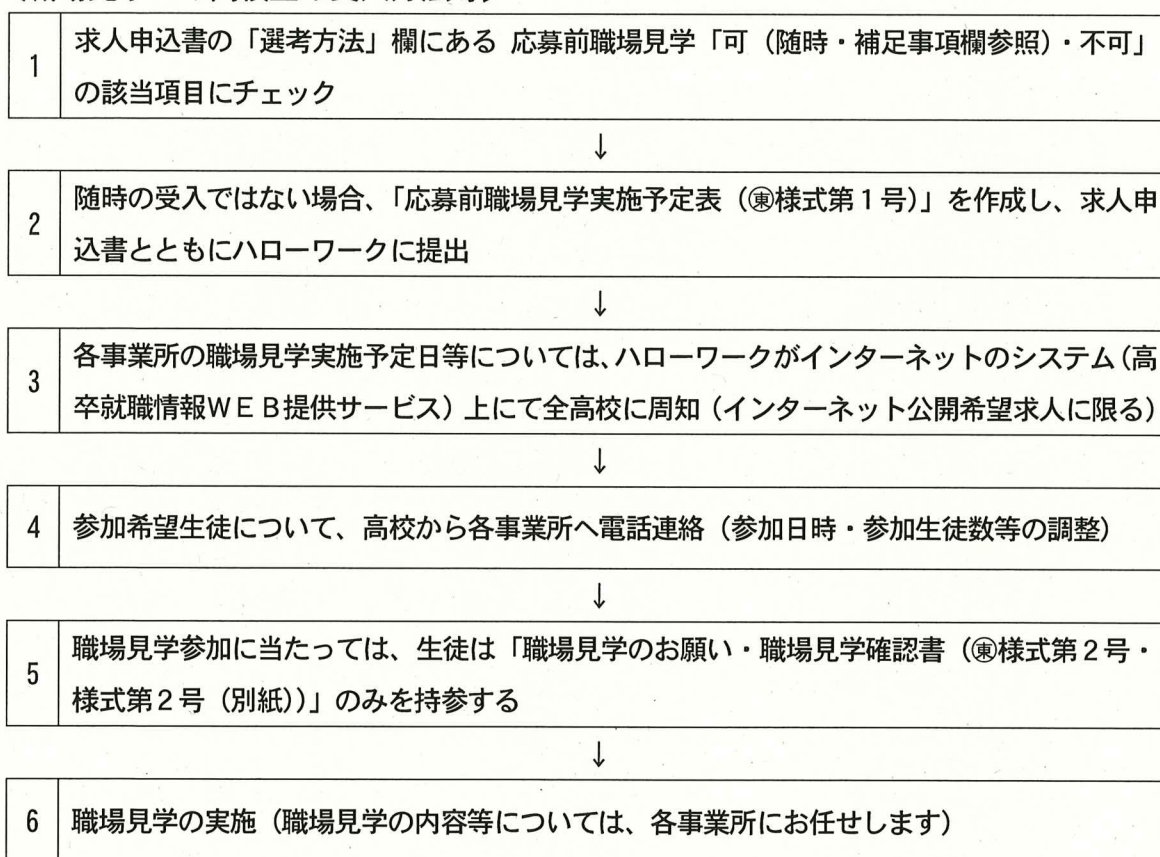 1
求人申込書の「選考方法」欄にある 応募前職場見学「可（随時・補足事項欄参照）・不可」
の該当項目にチェック
↓
2
随時の受入ではない場合、「応募前職場見学実施予定表（㊝様式第１号）」を作成し、求人申
込書とともにハローワークに提出
↓
3
各事業所の職場見学実施予定日等については、ハローワークがインターネットのシステム（高
卒就職情報ＷＥＢ提供サービス）上にて全高校に周知（インターネット公開希望求人に限る）
↓
4
参加希望生徒について、高校から各事業所へ電話連絡（参加日時・参加生徒数等の調整）
↓
5
職場見学参加に当たっては、生徒は「職場見学のお願い・職場見学確認書（東様式第２号・
様式第２号（別紙））」のみを持参する
↓
6
職場見学の実施（職場見学の内容等については、各事業所にお任せします）